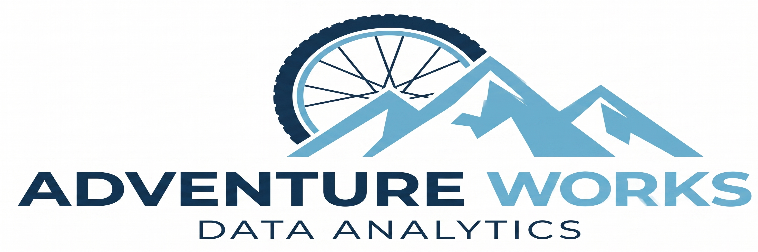 ADVENTURE WORKS
DATA ANALYTICS